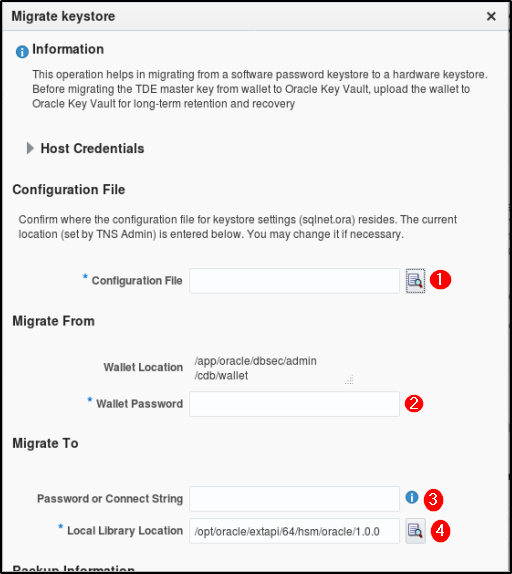 Migrate keystore
Information
This operation helps in migrating from a software password keystore to a hardware keystore.
Before migrating the TDE master key from wallet to Oracle Key Vault, upload the wallet to
Oracle Key Vault for long-term retention and recovery
Host Credentials
Configuration File
Confirm where the configuration file for keystore settings (sqlnet.ora) resides. The current
location (set by TNS Admin) is entered below. You may change it if necessary.
* Configuration File 1
Migrate From
Wallet Location /app/oracle/dbsec/admin
/cdb/wallet
* Wallet Password 2
Migrate To
Password or Connect String 3
* Local Library Location /opt/oracle/extapi/64/hsm/oracle/1.0.0 4
Backup Information